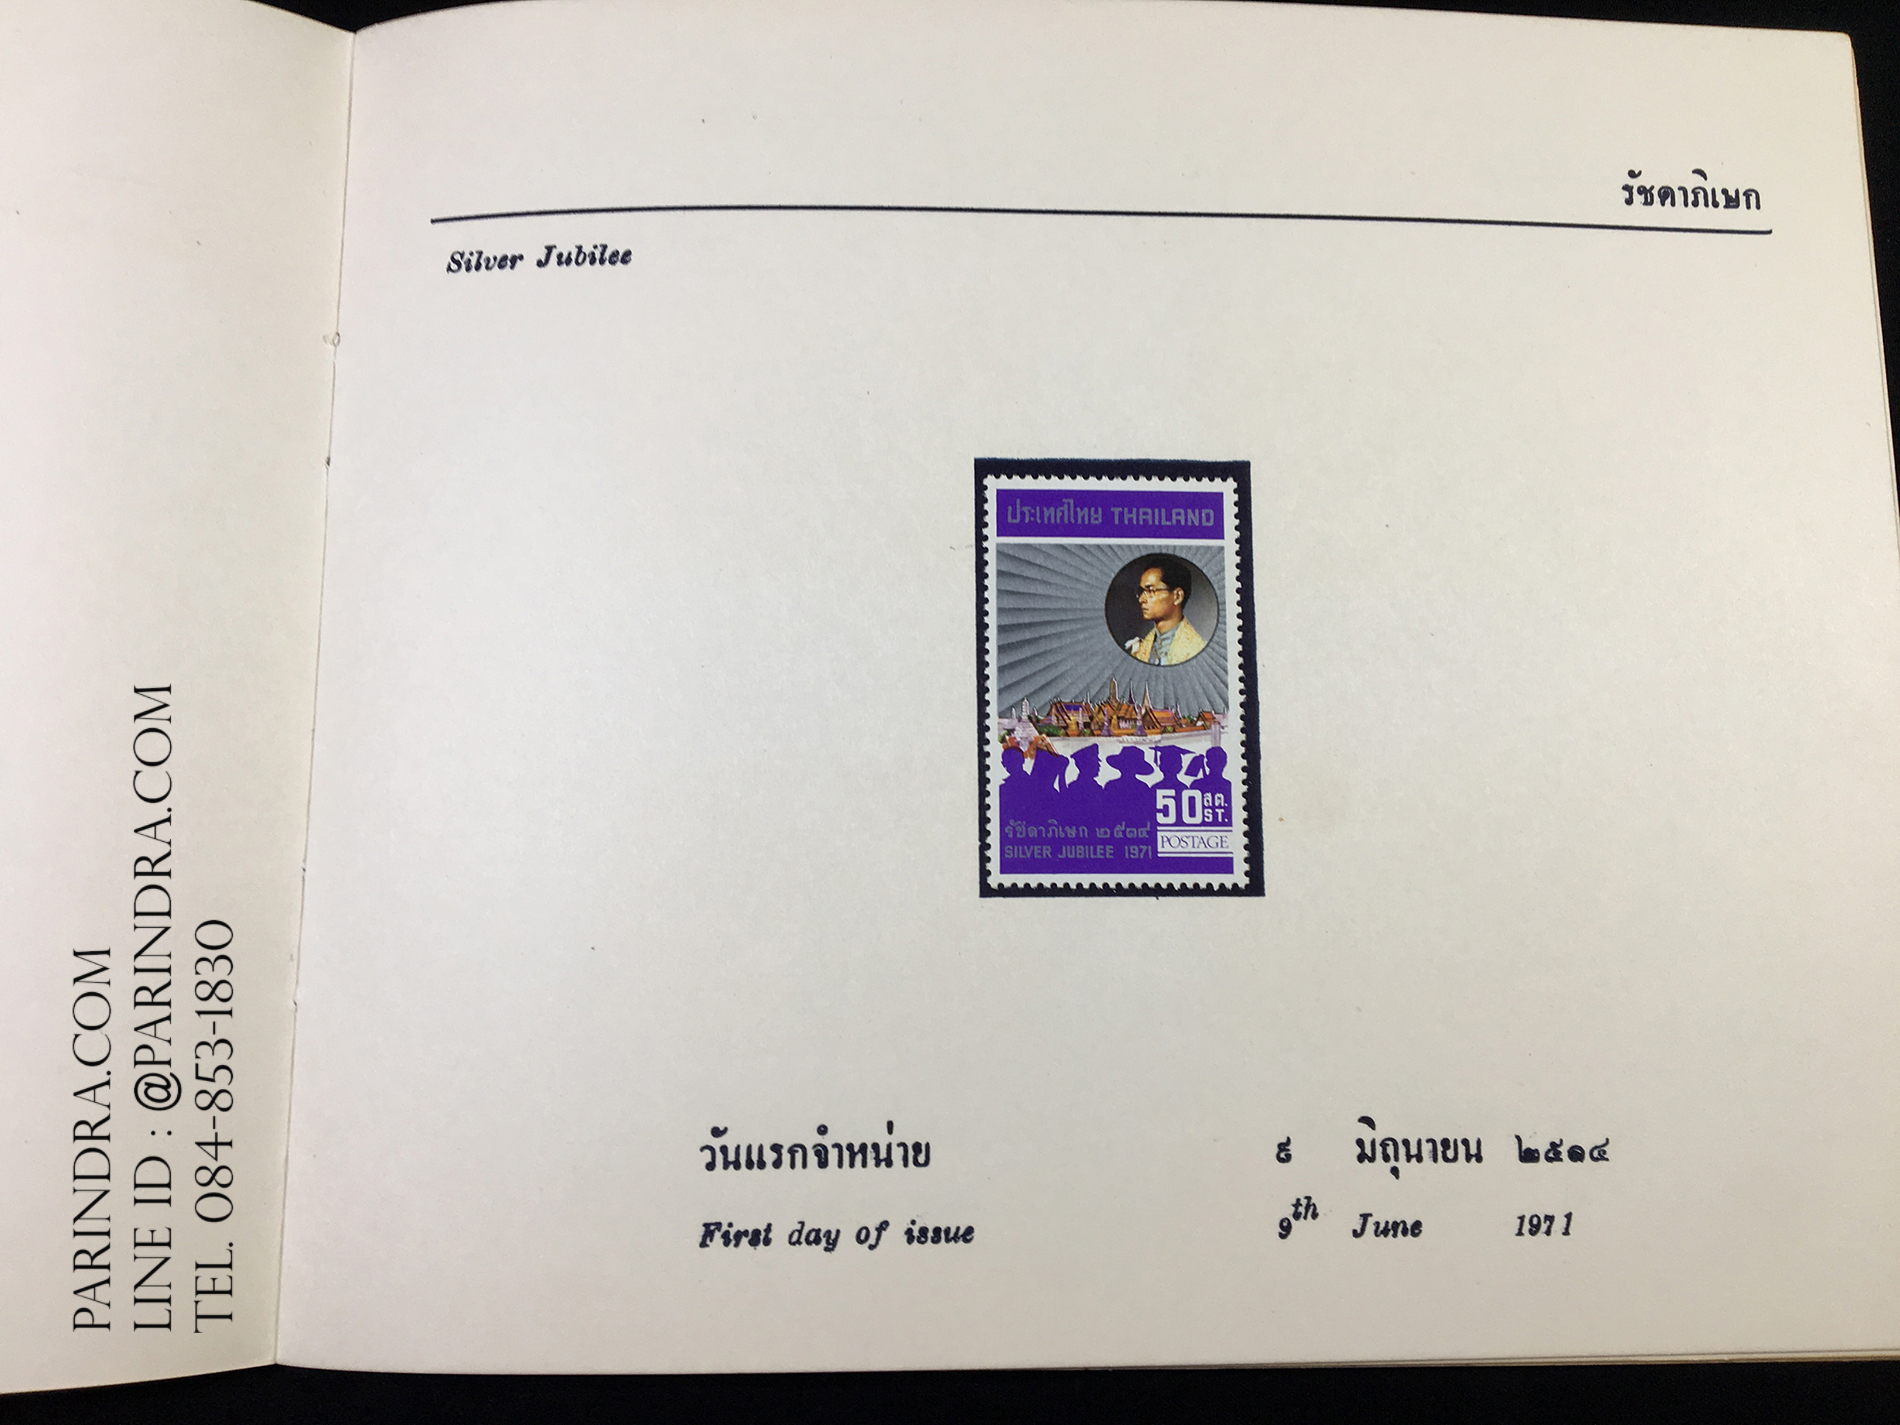 รัชดาภิเษก
Silver Jubilee
ประเทศไทย THAILAND
50 สต. ST.
POSTAGE
รัชดาภิเษก ๒๕๑๔
SILVER JUBILEE 1971
วันแรกจำหน่าย ๙ มิถุนายน ๒๕๑๔
First day of issue 9th June 1971
PARINDRA.COM
LINE ID : @PARINDRA.COM
TEL. 084-853-1830